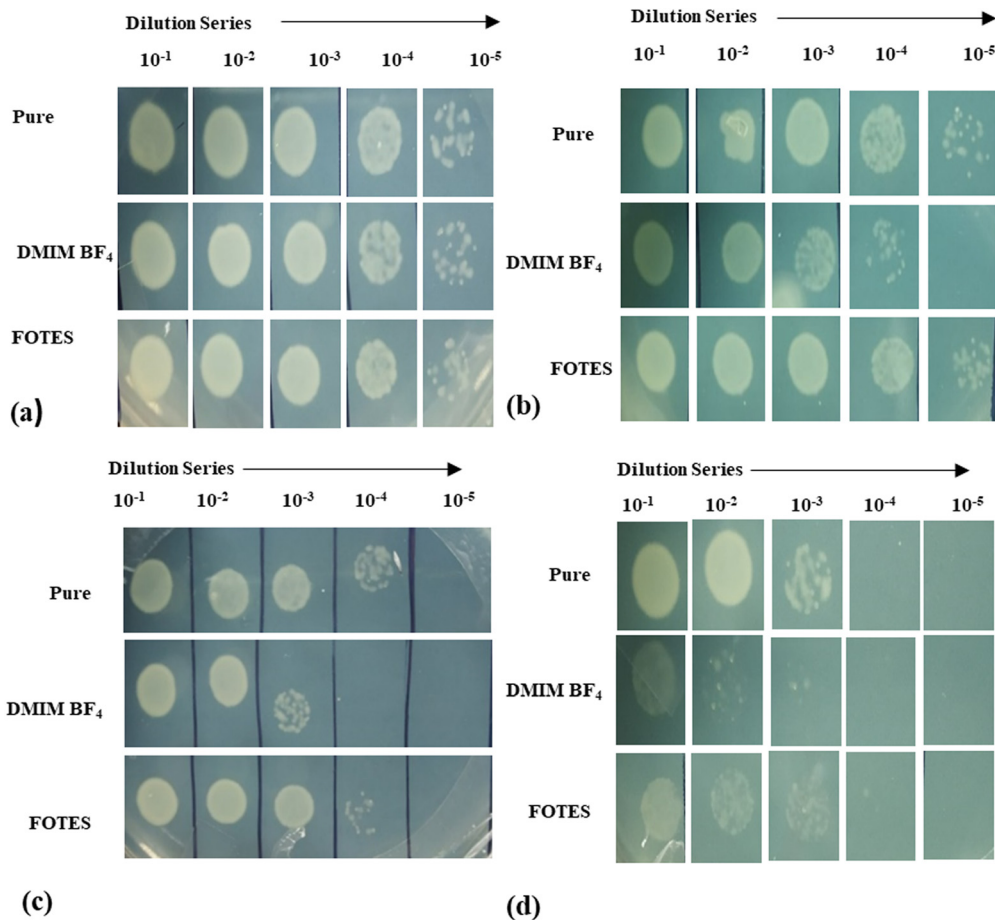 Dilution Series
10⁻¹ 10⁻² 10⁻³ 10⁻⁴ 10⁻⁵
Pure
DMIM BF₄
FOTES
(a)
Dilution Series
10⁻¹ 10⁻² 10⁻³ 10⁻⁴ 10⁻⁵
Pure
DMIM BF₄
FOTES
(b)
Dilution Series
10⁻¹ 10⁻² 10⁻³ 10⁻⁴ 10⁻⁵
Pure
DMIM BF₄
FOTES
(c)
Dilution Series
10⁻¹ 10⁻² 10⁻³ 10⁻⁴ 10⁻⁵
Pure
DMIM BF₄
FOTES
(d)